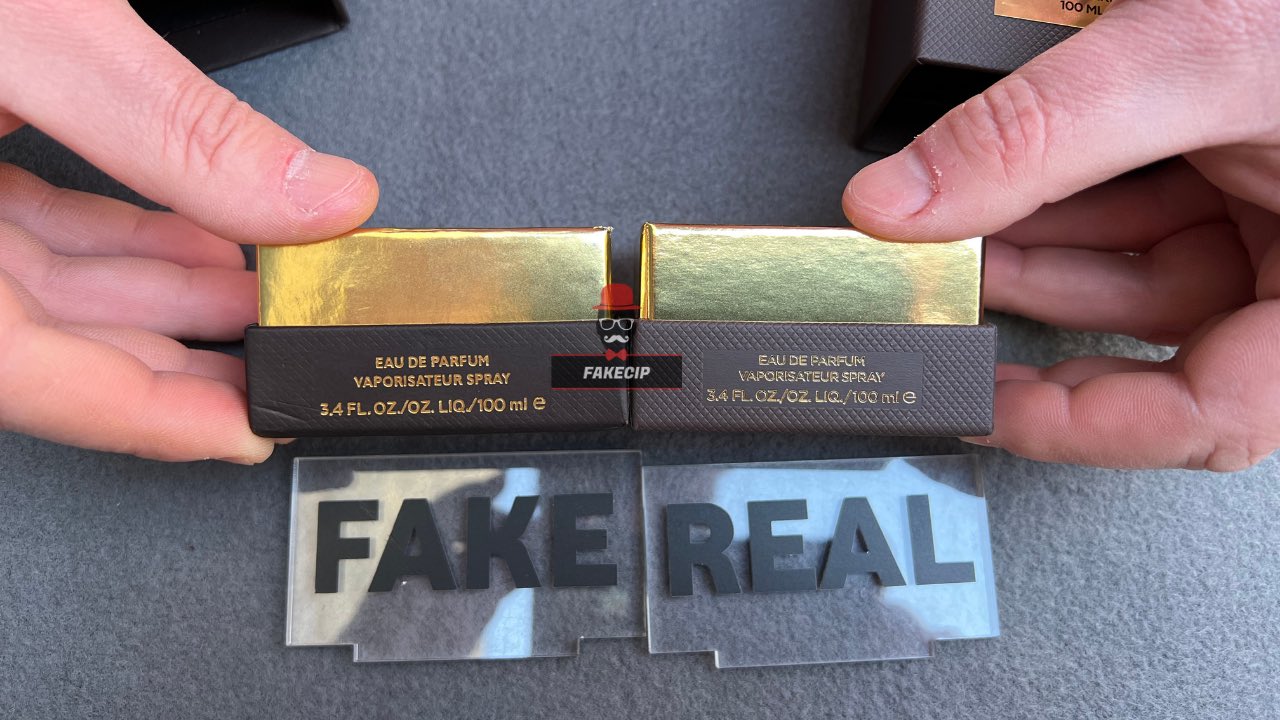 100 ML
EAU DE PARFUM
VAPORISATEUR SPRAY
3.4 FL. OZ./OZ. LIQ./100 ml e
EAU DE PARFUM
VAPORISATEUR SPRAY
3.4 FL. OZ./OZ. LIQ./100 ml e
FAKECIP
FAKE
REAL